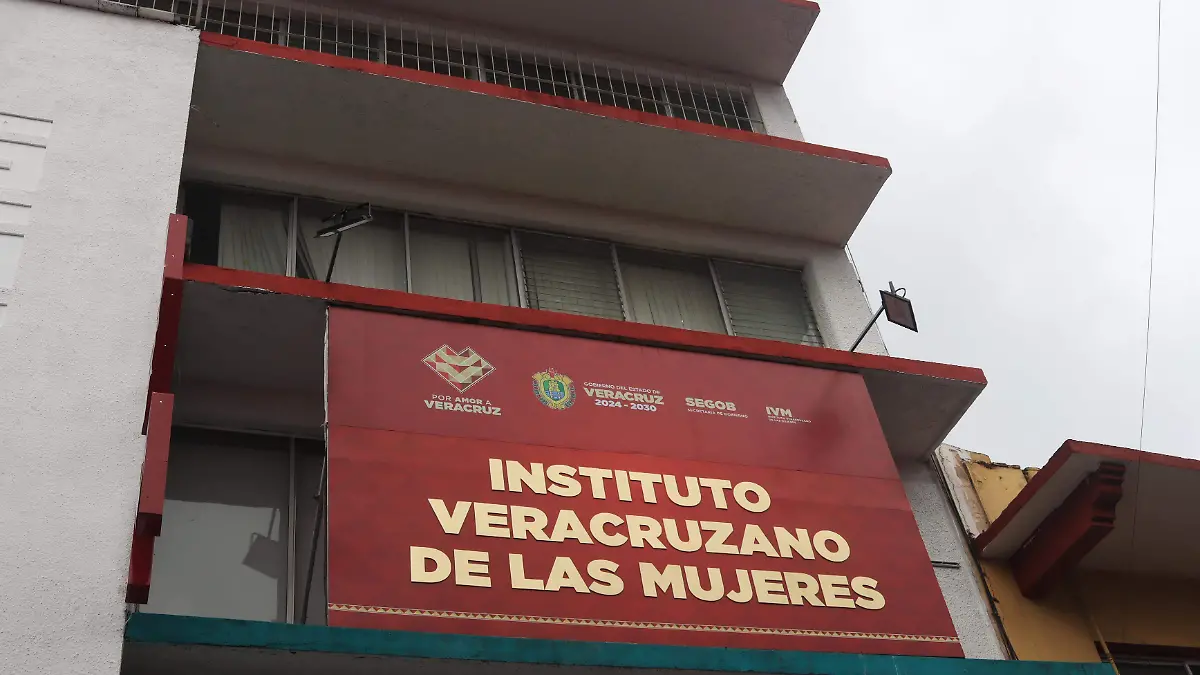 POR AMOR A
VERACRUZ
GOBIERNO DEL ESTADO DE
VERACRUZ
2024 - 2030
SEGOB
SECRETARÍA DE GOBIERNO
IVM
INSTITUTO
VERACRUZANO
DE LAS MUJERES